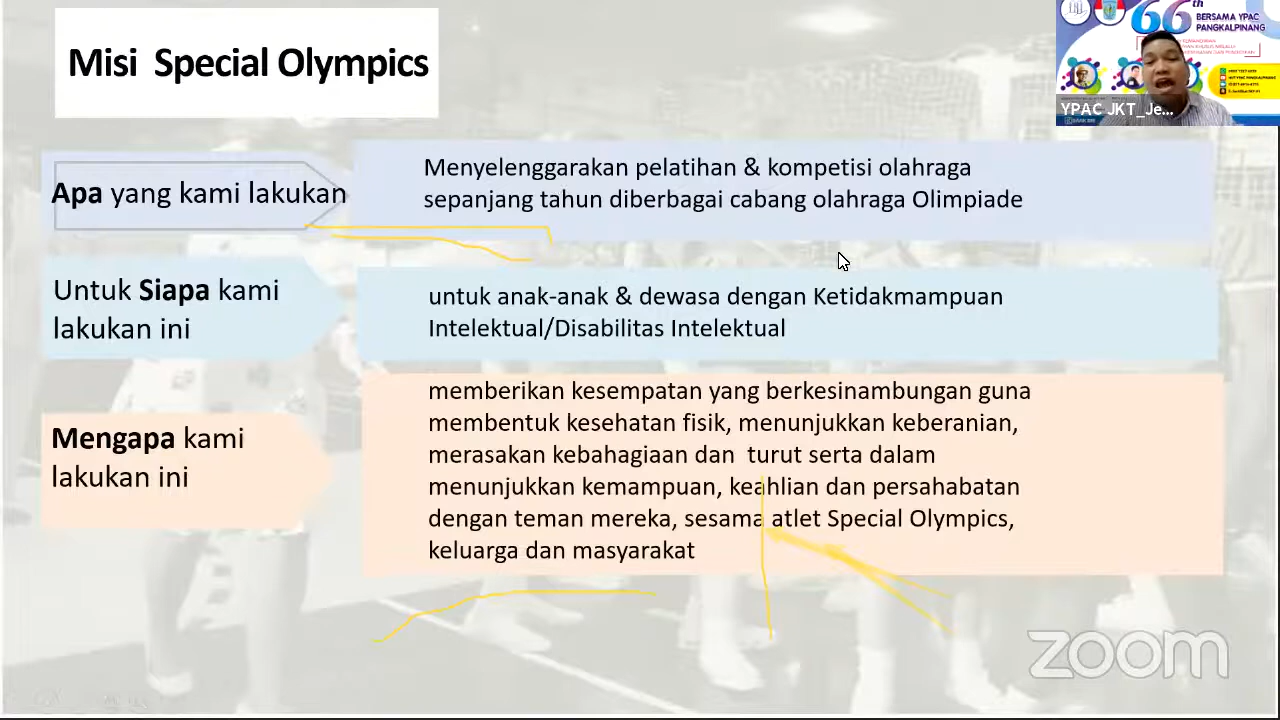 Misi Special Olympics
66th
BERSAMA YPAC
PANGKALPINANG
YPAC JKT_Je...
Apa yang kami lakukan
Menyelenggarakan pelatihan & kompetisi olahraga
sepanjang tahun diberbagai cabang olahraga Olimpiade
Untuk Siapa kami
lakukan ini
untuk anak-anak & dewasa dengan Ketidakmampuan
Intelektual/Disabilitas Intelektual
Mengapa kami
lakukan ini
memberikan kesempatan yang berkesinambungan guna
membentuk kesehatan fisik, menunjukkan keberanian,
merasakan kebahagiaan dan turut serta dalam
menunjukkan kemampuan, keahlian dan persahabatan
dengan teman mereka, sesama atlet Special Olympics,
keluarga dan masyarakat
zoom